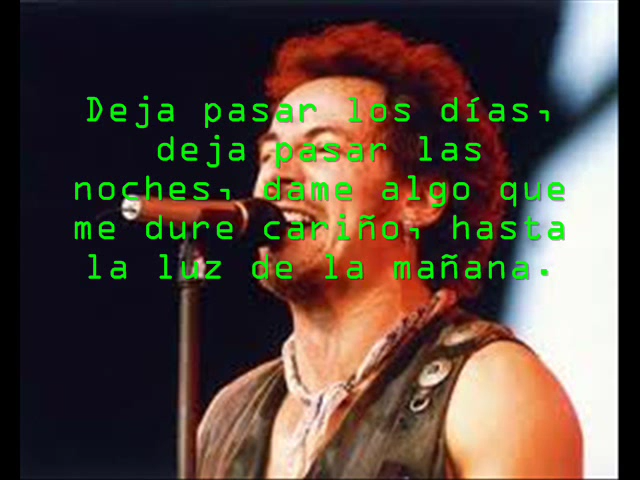 Deja pasar los días,
deja pasar las
noches, dame algo que
me dure cariño, hasta
la luz de la mañana.